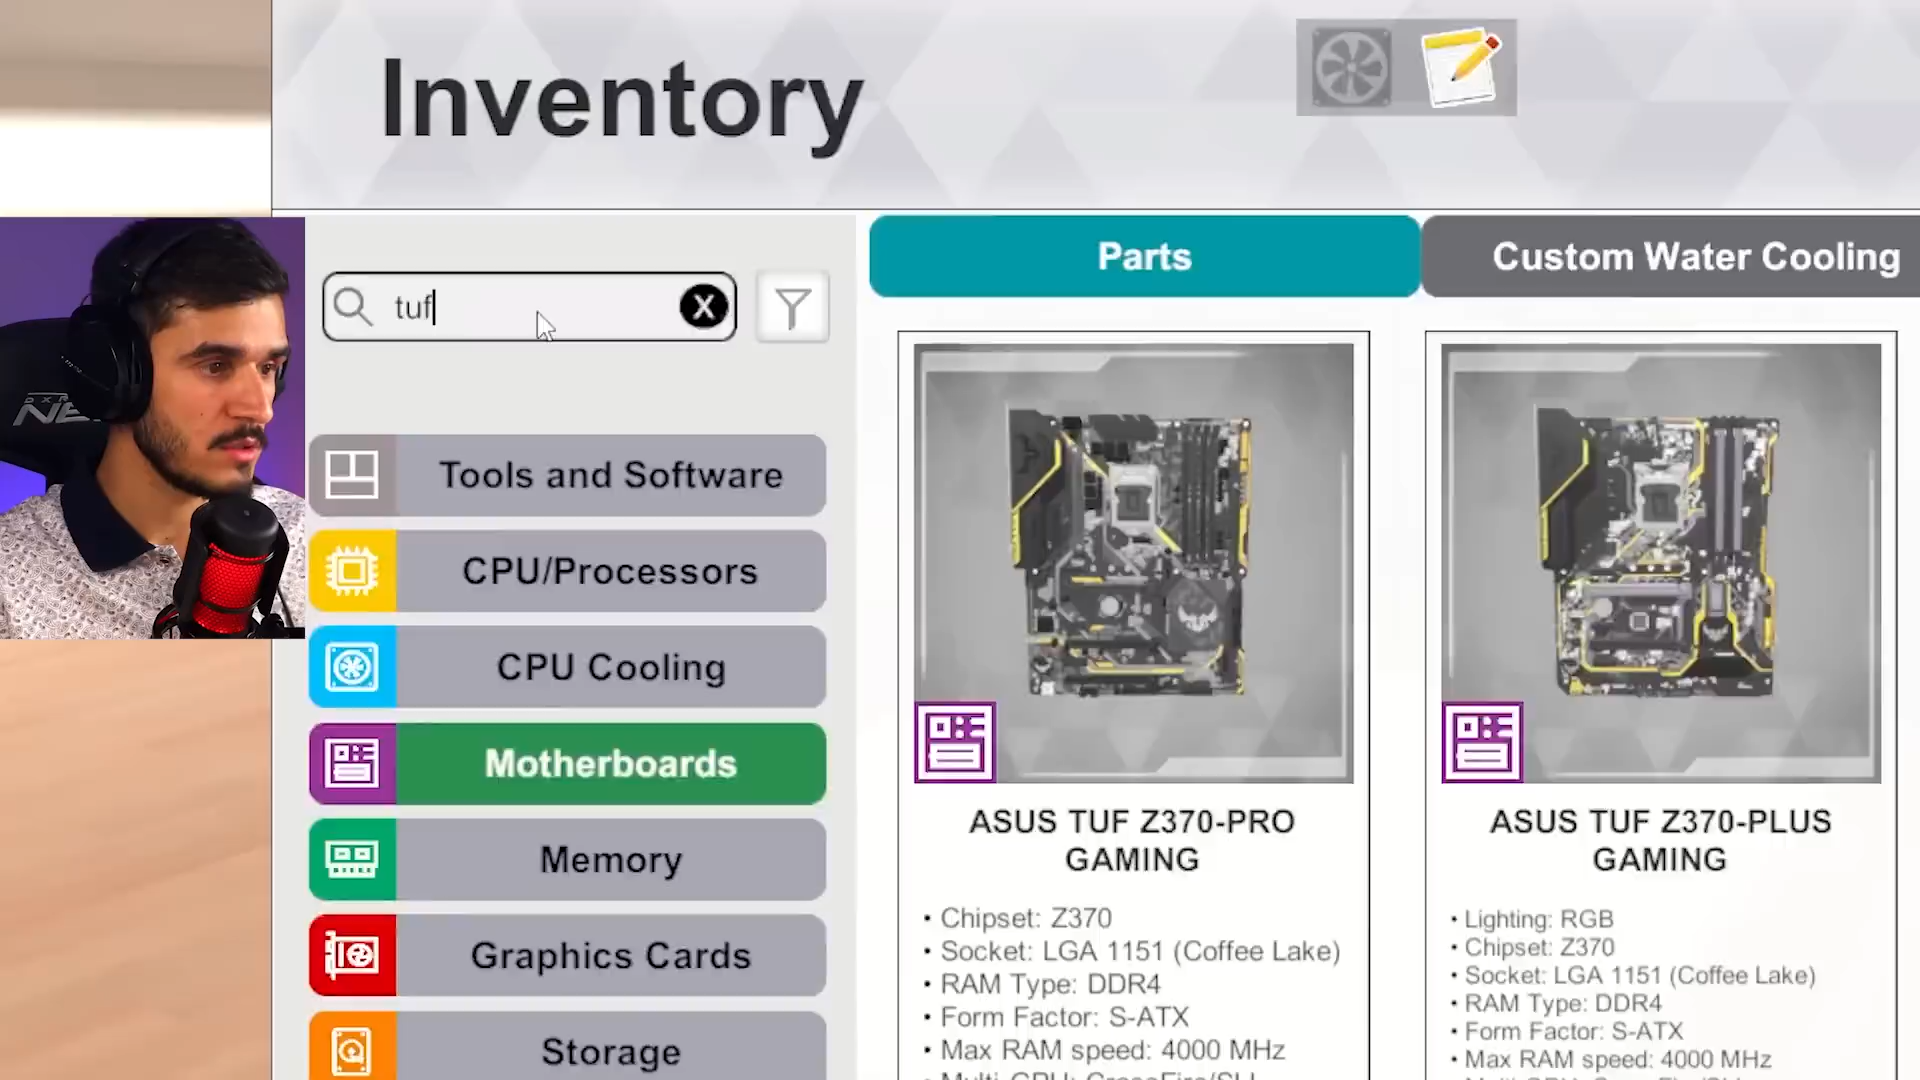 Inventory
tuf
X
Parts
Custom Water Cooling
Tools and Software
CPU/Processors
CPU Cooling
Motherboards
Memory
Graphics Cards
Storage
ASUS TUF Z370-PRO
GAMING
• Chipset: Z370
• Socket: LGA 1151 (Coffee Lake)
• RAM Type: DDR4
• Form Factor: S-ATX
• Max RAM speed: 4000 MHz
ASUS TUF Z370-PLUS
GAMING
• Lighting: RGB
• Chipset: Z370
• Socket: LGA 1151 (Coffee Lake)
• RAM Type: DDR4
• Form Factor: S-ATX
• Max RAM speed: 4000 MHz